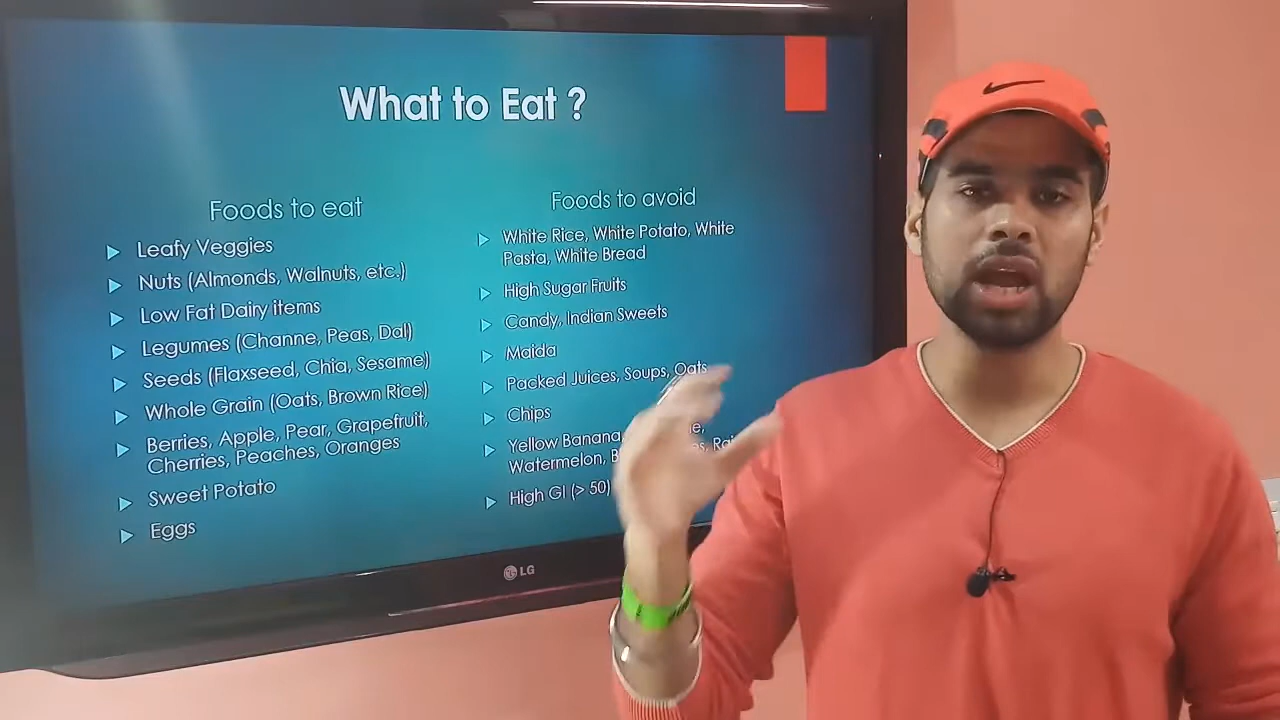 What to Eat ?
Foods to eat
Leafy Veggies
Nuts (Almonds, Walnuts, etc.)
Low Fat Dairy items
Legumes (Channe, Peas, Dal)
Seeds (Flaxseed, Chia, Sesame)
Whole Grain (Oats, Brown Rice)
Berries, Apple, Pear, Grapefruit,
Cherries, Peaches, Oranges
Sweet Potato
Eggs
Foods to avoid
White Rice, White Potato, White
Pasta, White Bread
High Sugar Fruits
Candy, Indian Sweets
Maida
Packed Juices, Soups, Oats
Chips
Yellow Banana,
Watermelon,
High GI (> 50)
LG